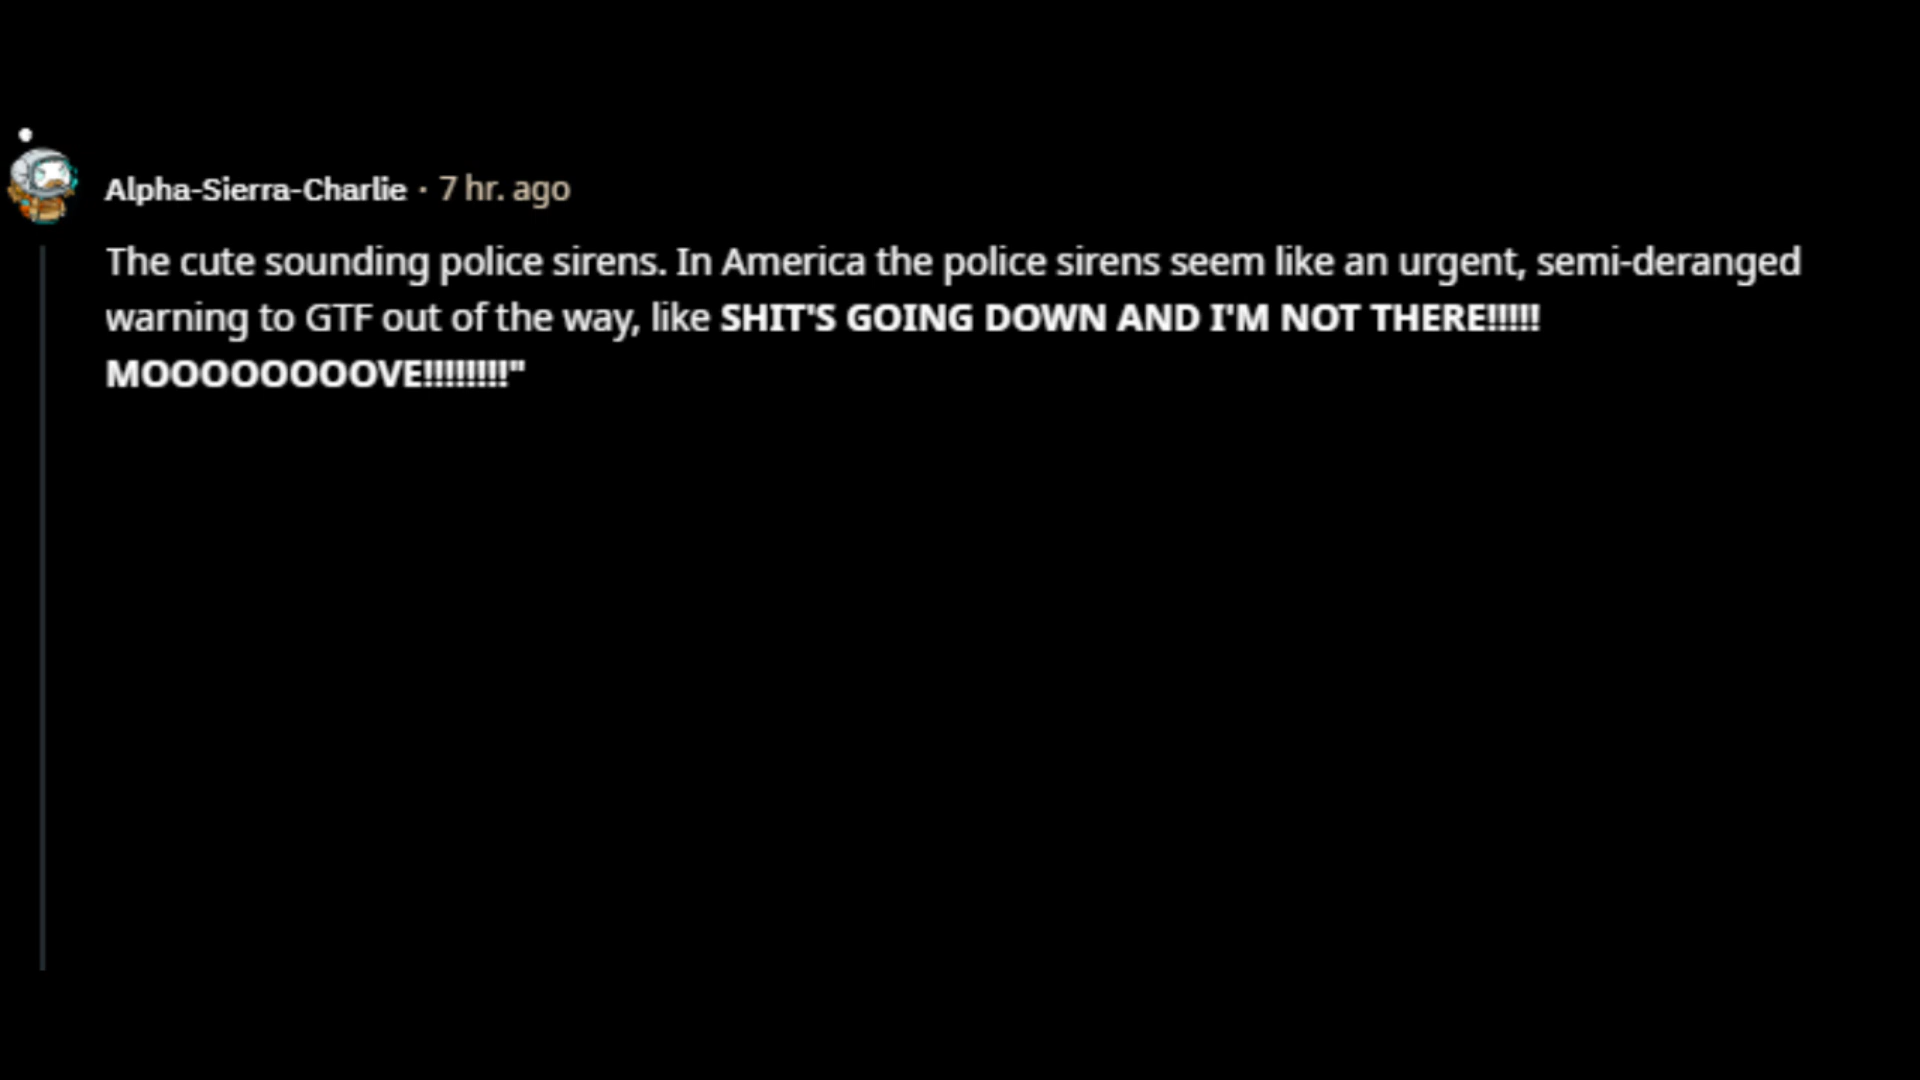 Alpha-Sierra-Charlie · 7 hr. ago
The cute sounding police sirens. In America the police sirens seem like an urgent, semi-deranged
warning to GTF out of the way, like SHIT'S GOING DOWN AND I'M NOT THERE!!!!!
MOOOOOOOOVE!!!!!!!!!"